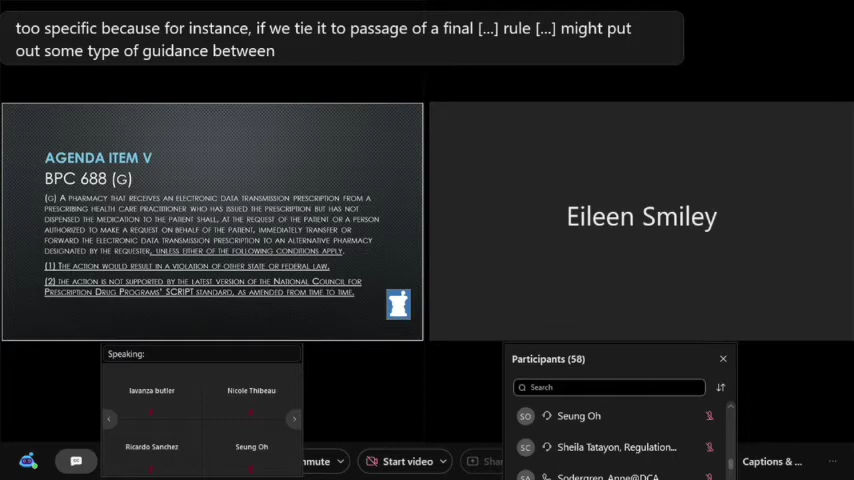 too specific because for instance, if we tie it to passage of a final [...] rule [...] might put
out some type of guidance between
AGENDA ITEM V
BPC 688 (G)
(G) A PHARMACY THAT RECEIVES AN ELECTRONIC DATA TRANSMISSION PRESCRIPTION FROM A
PRESCRIBING HEALTH CARE PRACTITIONER WHO HAS ISSUED THE PRESCRIPTION BUT HAS NOT
DISPENSED THE MEDICATION TO THE PATIENT SHALL, AT THE REQUEST OF THE PATIENT OR A PERSON
AUTHORIZED TO MAKE A REQUEST ON BEHALF OF THE PATIENT, IMMEDIATELY TRANSFER OR
FORWARD THE ELECTRONIC DATA TRANSMISSION PRESCRIPTION TO AN ALTERNATIVE PHARMACY
DESIGNATED BY THE REQUESTER, UNLESS EITHER OF THE FOLLOWING CONDITIONS APPLY.
(1) THE ACTION WOULD RESULT IN A VIOLATION OF OTHER STATE OR FEDERAL LAW.
(2) THE ACTION IS NOT SUPPORTED BY THE LATEST VERSION OF THE NATIONAL COUNCIL FOR
PRESCRIPTION DRUG PROGRAMS' SCRIPT STANDARD, AS AMENDED FROM TIME TO TIME.
Eileen Smiley
Speaking:
lavanza butler
Nicole Thibeau
Ricardo Sanchez
Seung Oh
Participants (58)
Search
SO Seung Oh
SC Sheila Tatayon, Regulation...
SA Sodergren, Anne@DCA
mute
Start video
Shar
Captions & ...